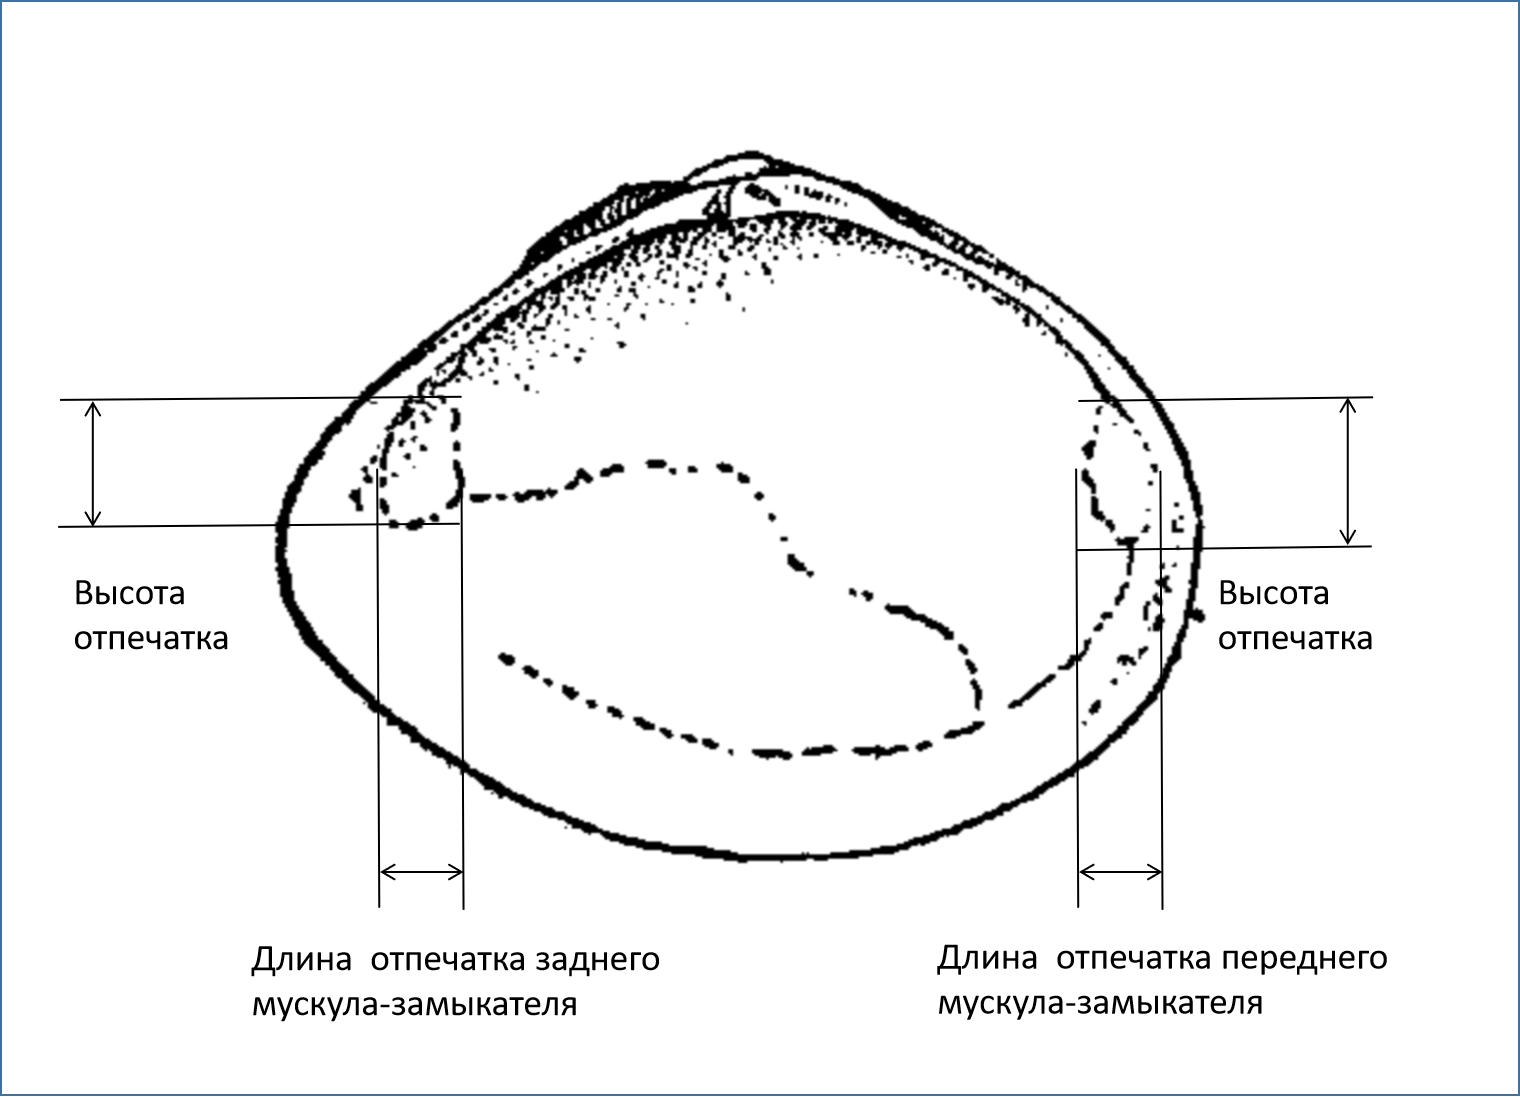 Высота
отпечатка
Высота
отпечатка
Длина  отпечатка заднего
мускула-замыкателя
Длина  отпечатка переднего
мускула-замыкателя